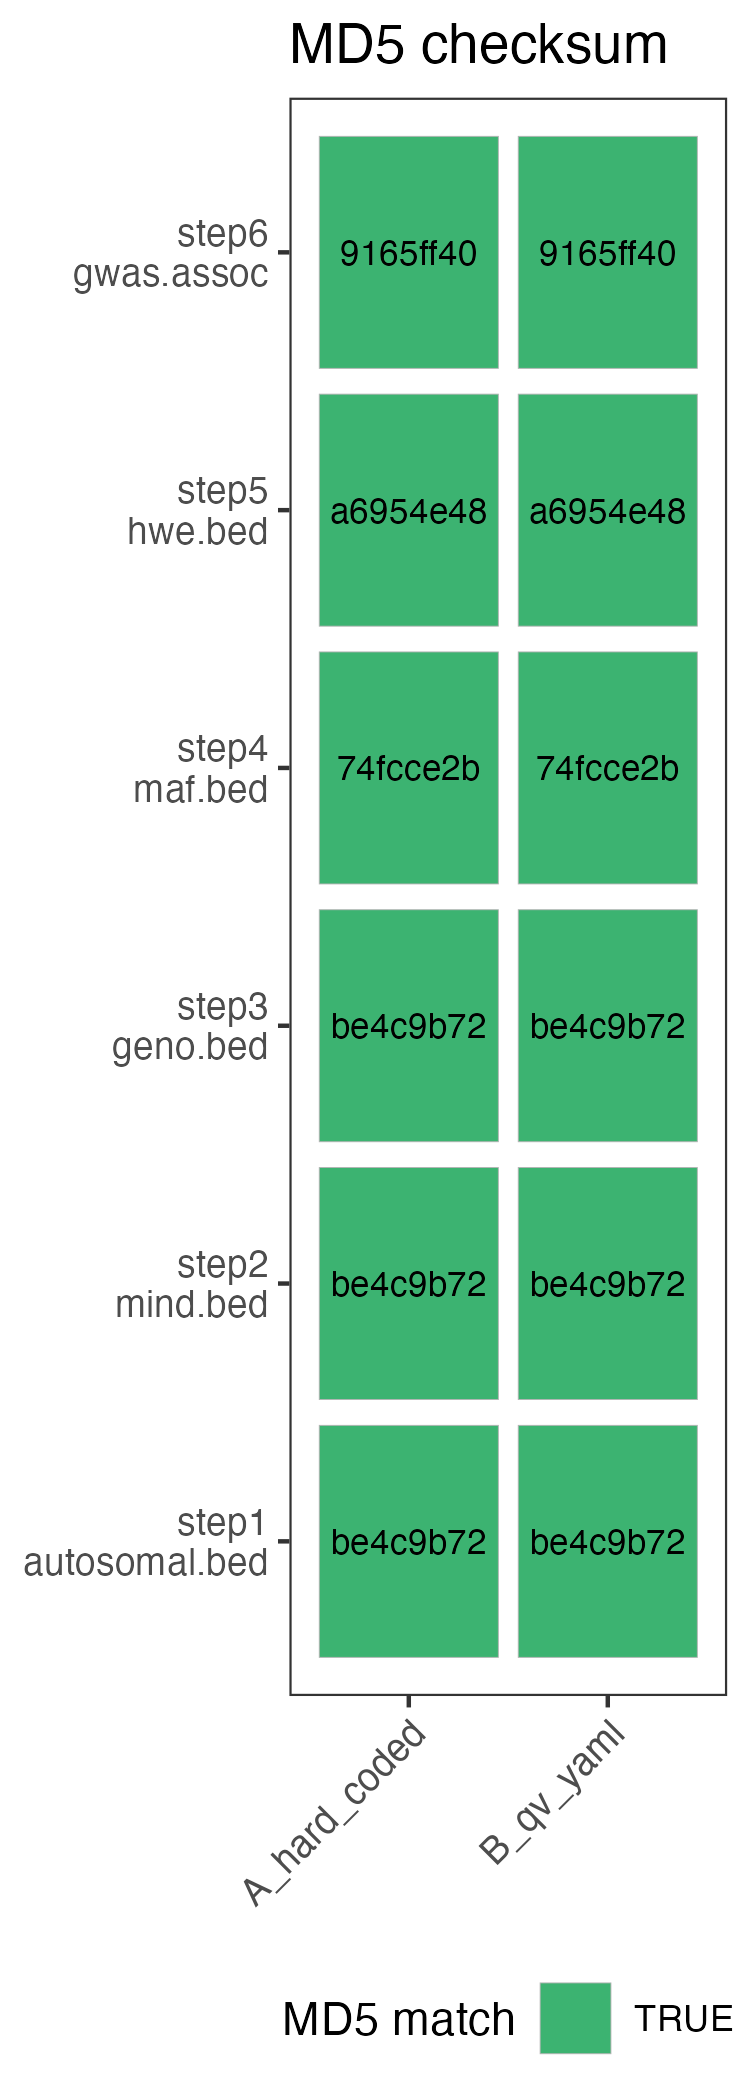 MD5 checksum
step6
gwas.assoc
9165ff40 9165ff40
step5
hwe.bed
a6954e48 a6954e48
step4
maf.bed
74fcce2b 74fcce2b
step3
geno.bed
be4c9b72 be4c9b72
step2
mind.bed
be4c9b72 be4c9b72
step1
autosomal.bed
be4c9b72 be4c9b72
A_hard_coded
B_qv_yaml
MD5 match TRUE